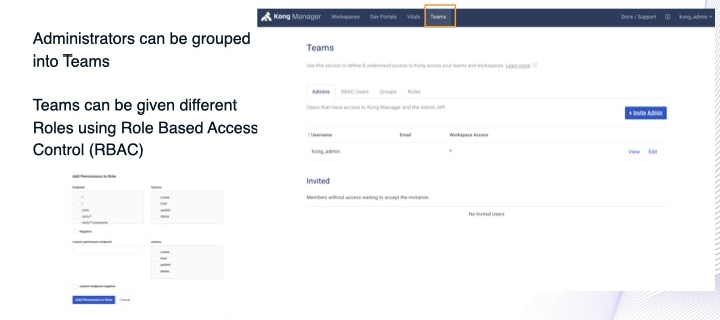 Administrators can be grouped
into Teams
Teams can be given different
Roles using Role Based Access
Control (RBAC)
Add Permission to Role
Endpoint
Actions
*
create
read
update
delete
Negative
custom permission endpoint
actions
create
read
update
delete
custom endpoint negative
Add Permission to Role Cancel
Kong Manager Workspaces Dev Portals Vitals Teams Docs / Support kong_admin
Teams
Use this section to define & understand access to Kong across your teams and workspaces. Learn more
Admins RBAC Users Groups Roles
Users that have access to Kong Manager and the Admin API
+ Invite Admin
Username Email Workspace Access
kong_admin * View Edit
Invited
Members without access waiting to accept the invitation.
No Invited Users